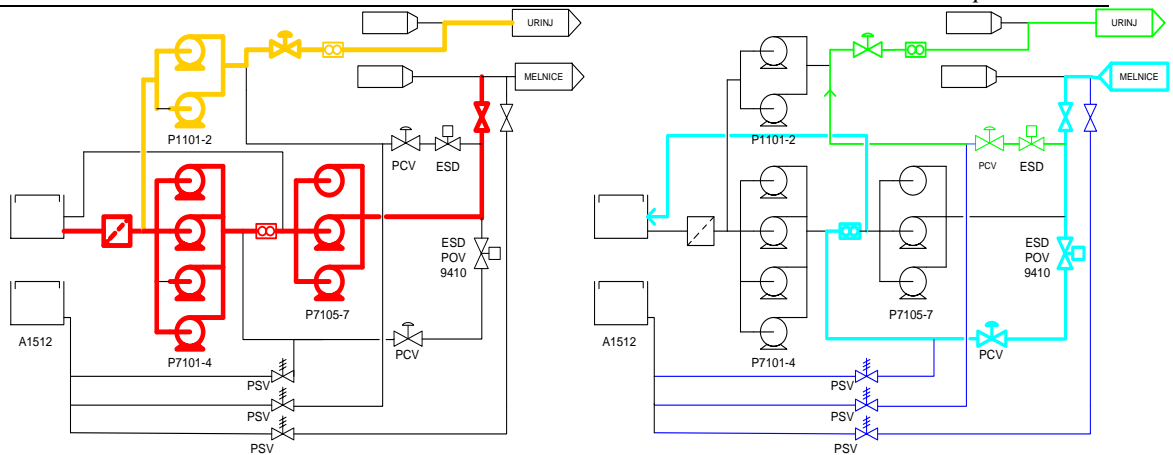 URINJ
MELNICE
P1101-2
PCV
ESD
ESD
POV
9410
P7105-7
A1512
P7101-4
PCV
PSV
PSV
PSV
URINJ
MELNICE
P1101-2
PCV
ESD
ESD
POV
9410
P7105-7
A1512
P7101-4
PCV
PSV
PSV
PSV